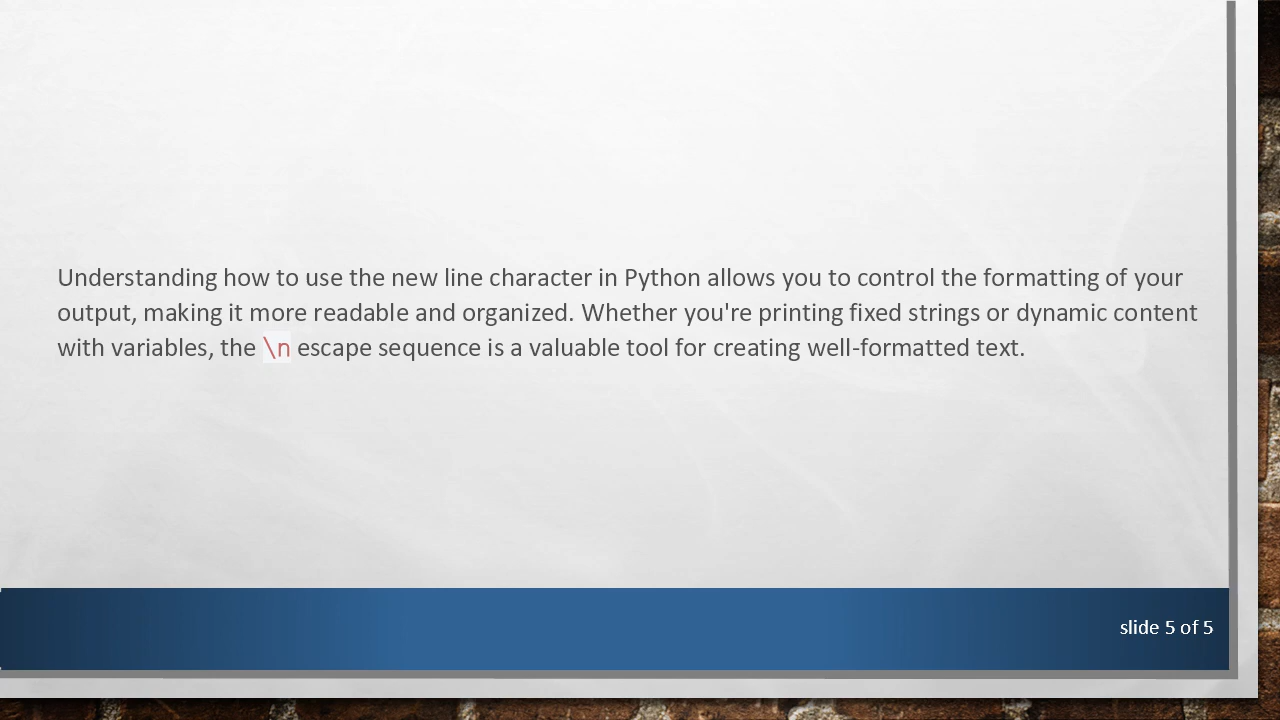 Understanding how to use the new line character in Python allows you to control the formatting of your
output, making it more readable and organized. Whether you're printing fixed strings or dynamic content
with variables, the \n escape sequence is a valuable tool for creating well-formatted text.
slide 5 of 5